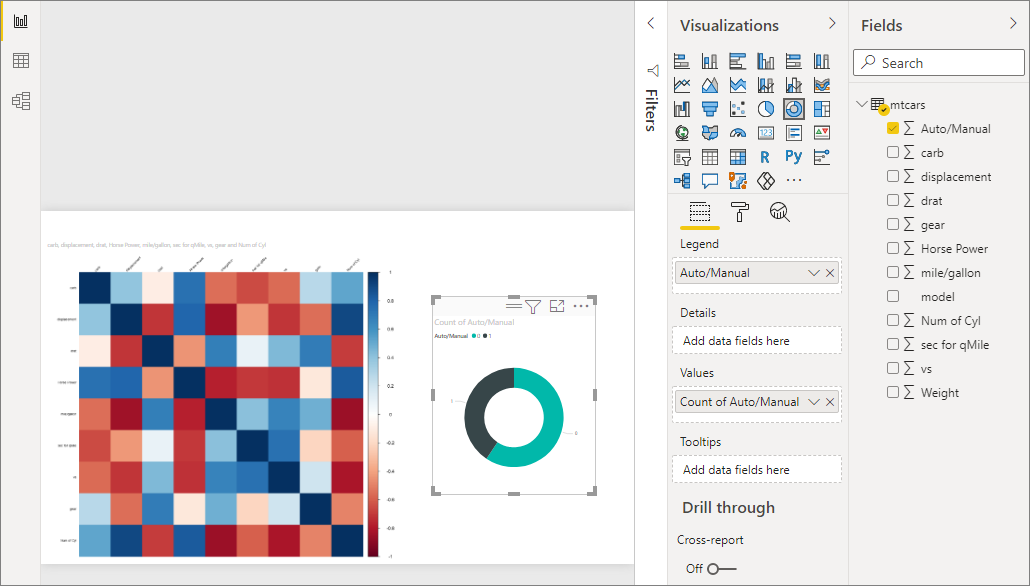 carb, displacement, drat, Horse Power, mile/gallon, sec for qMile, vs, gear and Num of Cyl
carb
displacement
drat
Horse Power
mile/gallon
sec for qMile
vs
gear
Num of Cyl
1
0.8
0.6
0.4
0.2
0
-0.2
-0.4
-0.6
-0.8
-1
Count of Auto/Manual
Auto/Manual 0 1
1
0
Filters
Visualizations
123
R
Py
Legend
Auto/Manual
Details
Add data fields here
Values
Count of Auto/Manual
Tooltips
Add data fields here
Drill through
Cross-report
Off
Fields
Search
mtcars
Auto/Manual
carb
displacement
drat
gear
Horse Power
mile/gallon
model
Num of Cyl
sec for qMile
vs
Weight